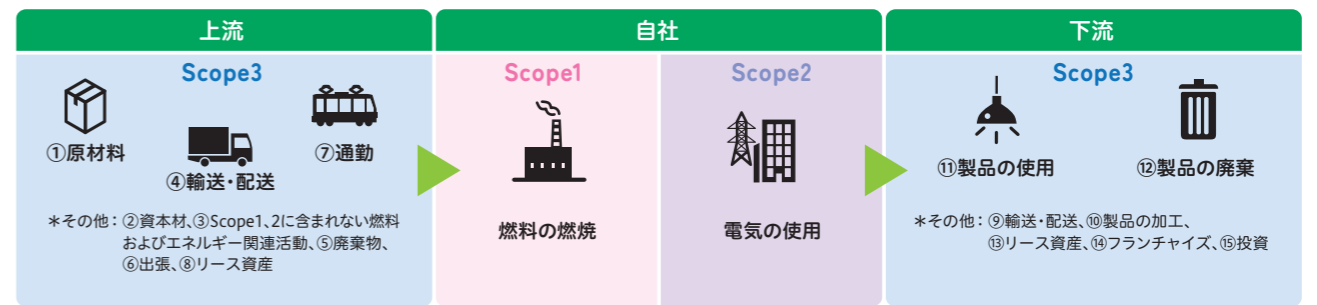 上流
自社
下流
Scope3
①原材料
④輸送・配送
⑦通勤
＊その他：②資本材、③Scope1、2に含まれない燃料
およびエネルギー関連活動、⑤廃棄物、
⑥出張、⑧リース資産
Scope1
燃料の燃焼
Scope2
電気の使用
Scope3
⑪製品の使用
⑫製品の廃棄
＊その他：⑨輸送・配送、⑩製品の加工、
⑬リース資産、⑭フランチャイズ、⑮投資